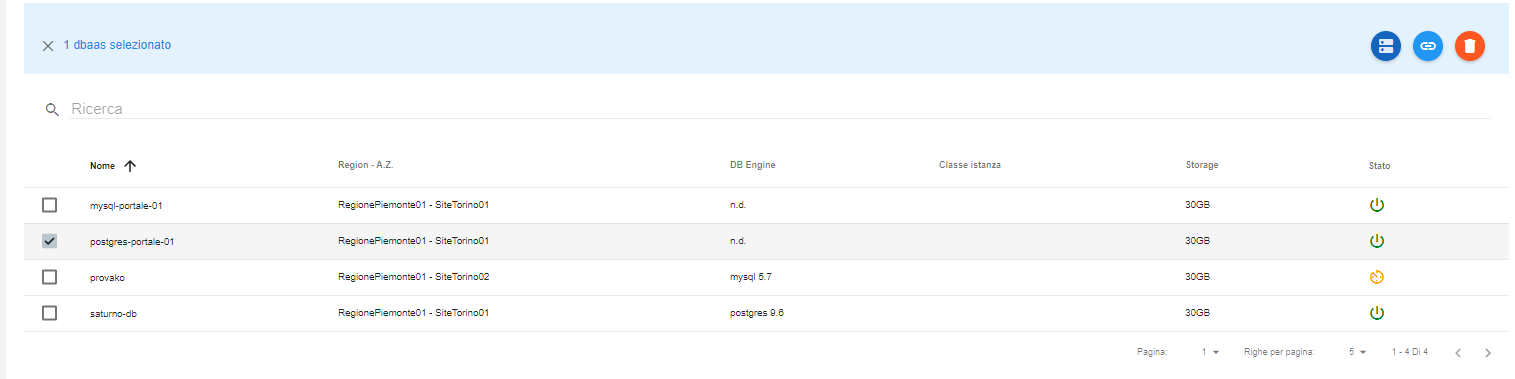 1 dbaas selezionato
Ricerca
Nome Region - A.Z. DB Engine Classe istanza Storage Stato
mysql-portale-01 RegionePiemonte01 - SiteTorino01 n.d. 30GB
postgres-portale-01 RegionePiemonte01 - SiteTorino01 n.d. 30GB
provako RegionePiemonte01 - SiteTorino02 mysql 5.7 30GB
saturno-db RegionePiemonte01 - SiteTorino01 postgres 9.6 30GB
Pagina: 1 Righe per pagina: 5 1 - 4 Di 4